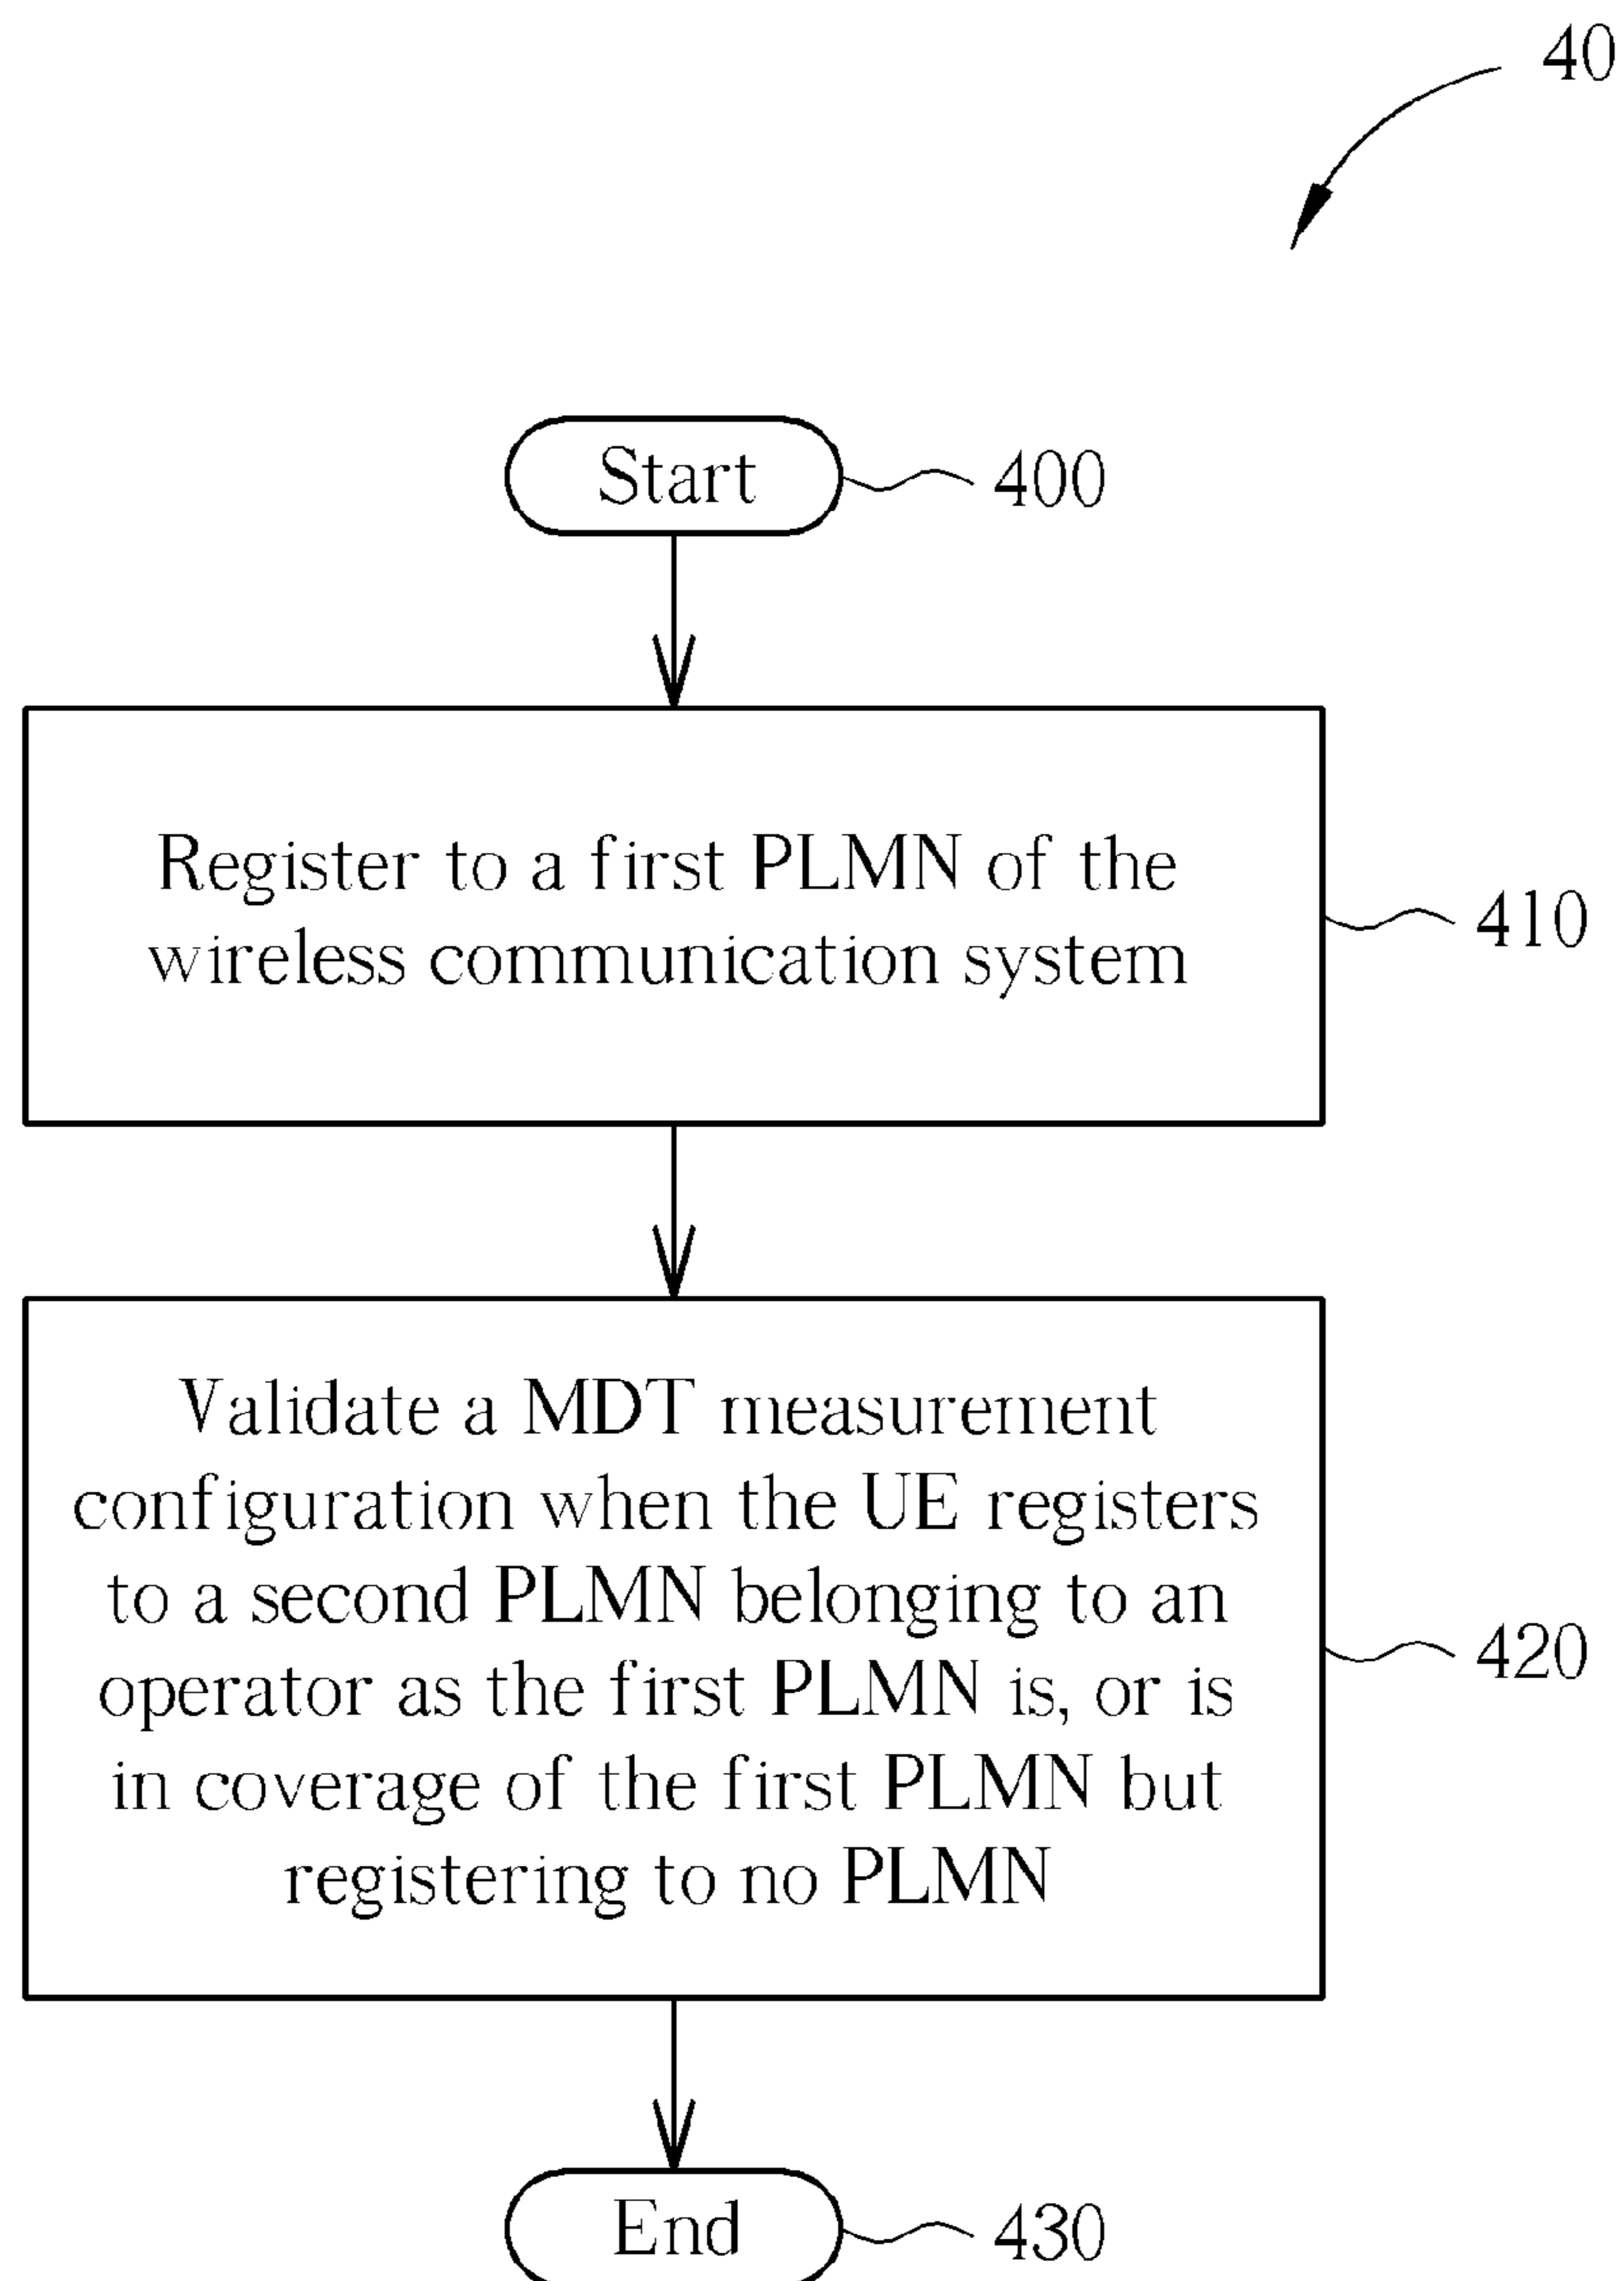 40
Start
400
Register to a first PLMN of the
wireless communication system
410
Validate a MDT measurement
configuration when the UE registers
to a second PLMN belonging to an
operator as the first PLMN is, or is
in coverage of the first PLMN but
registering to no PLMN
420
End
430